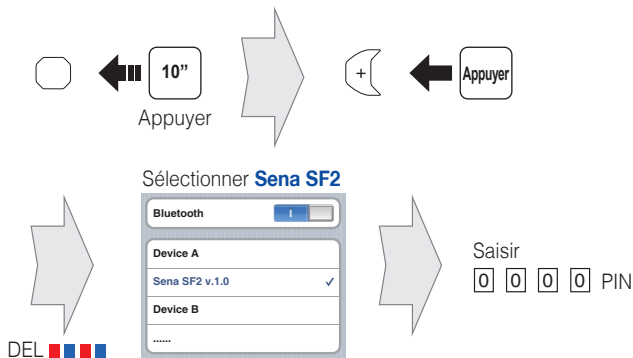 10”
Appuyer
+
Appuyer
Sélectionner Sena SF2
Bluetooth
I
Device A
Sena SF2 v.1.0 ✓
Device B
......
DEL
Saisir
0 0 0 0 PIN